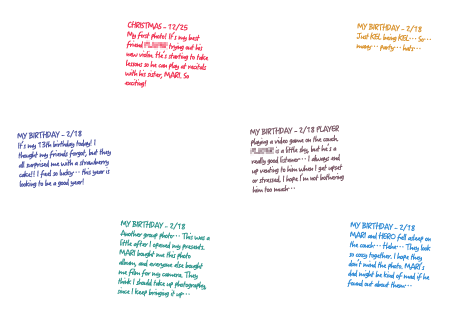 CHRISTMAS - 12/25
My first photo! It's my best
friend trying out his
new violin. He's starting to take
lessons so he can play at recitals
with his sister, MARI. So
exciting!
MY BIRTHDAY - 2/18
Just KEL being KEL... So...
many... party... hats...
MY BIRTHDAY - 2/18
It's my 13th birthday today! I
thought my friends forgot, but they
all surprised me with a strawberry
cake!! I feel so lucky... this year is
looking to be a good year!
MY BIRTHDAY - 2/18 PLAYER
playing a video game on the couch.
is a little shy, but he's a
really good listener... I always end
up venting to him when I get upset
or stressed. I hope I'm not bothering
him too much...
MY BIRTHDAY - 2/18
Another group photo... This was a
little after I opened my presents.
MARI bought me this photo
album, and everyone else bought
me film for my camera. They
think I should take up photography,
since I keep bringing it up...
MY BIRTHDAY - 2/18
MARI and HERO fell asleep on
the couch... Hehe... They look
so cozy together. I hope they
don't mind the photo. MARI's
dad might be kind of mad if he
found out about them...